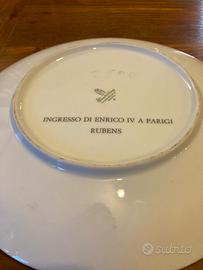 INGRESSO DI ENRICO IV A PARIGI
RUBENS
subito